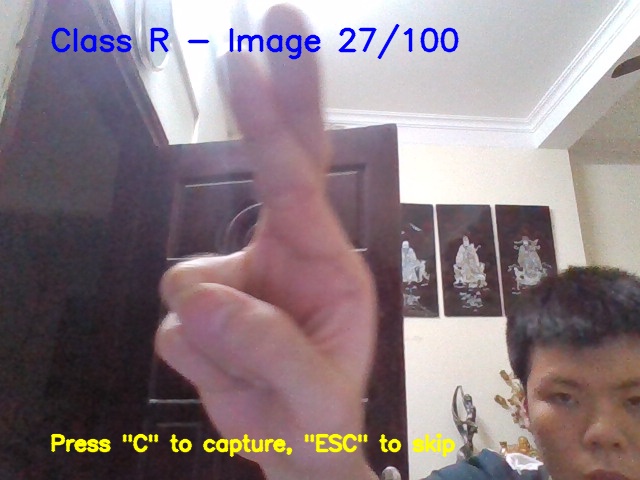 Class R - Image 27/100
Press "C" to capture, "ESC" to skip